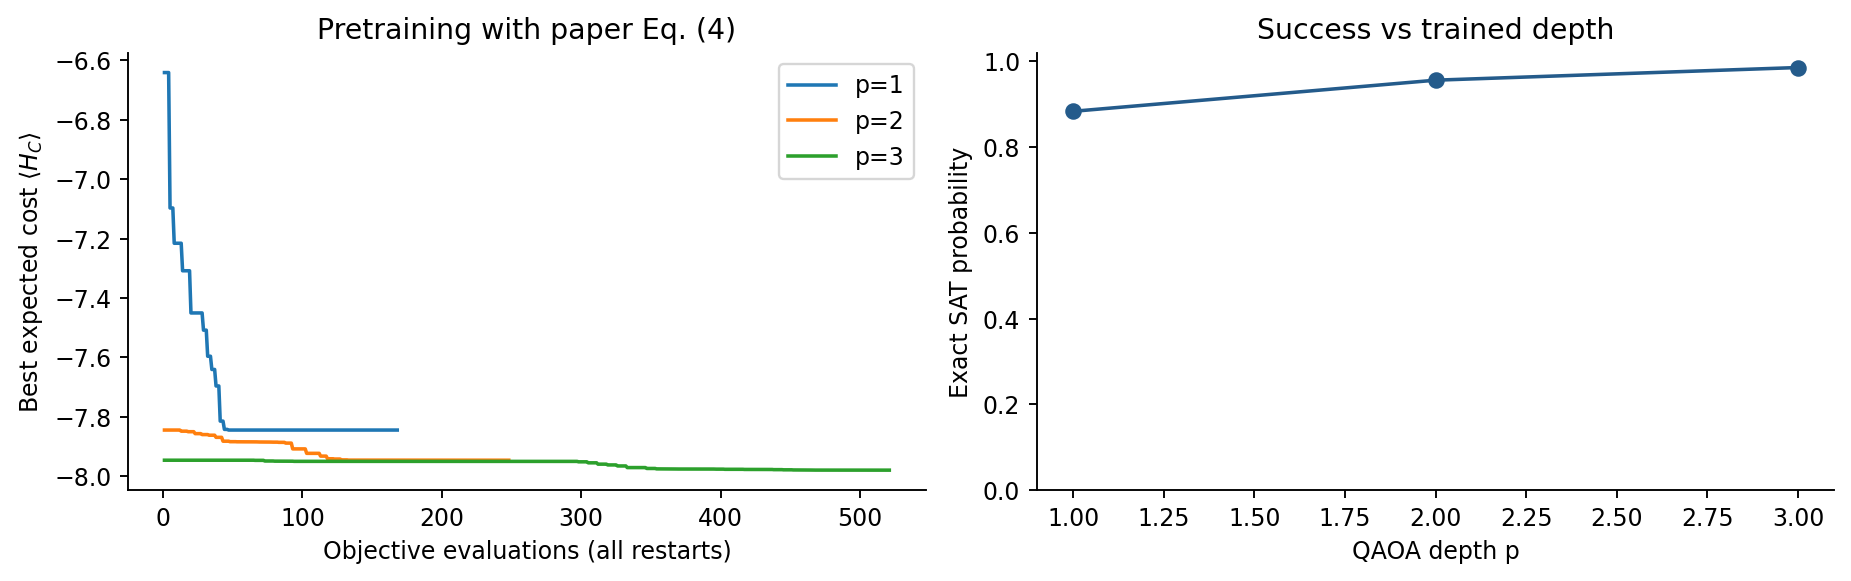 Pretraining with paper Eq. (4)
Best expected cost ⟨H_C⟩
−6.6
−6.8
−7.0
−7.2
−7.4
−7.6
−7.8
−8.0
p=1
p=2
p=3
0 100 200 300 400 500
Objective evaluations (all restarts)
Success vs trained depth
Exact SAT probability
1.0
0.8
0.6
0.4
0.2
0.0
1.00 1.25 1.50 1.75 2.00 2.25 2.50 2.75 3.00
QAOA depth p